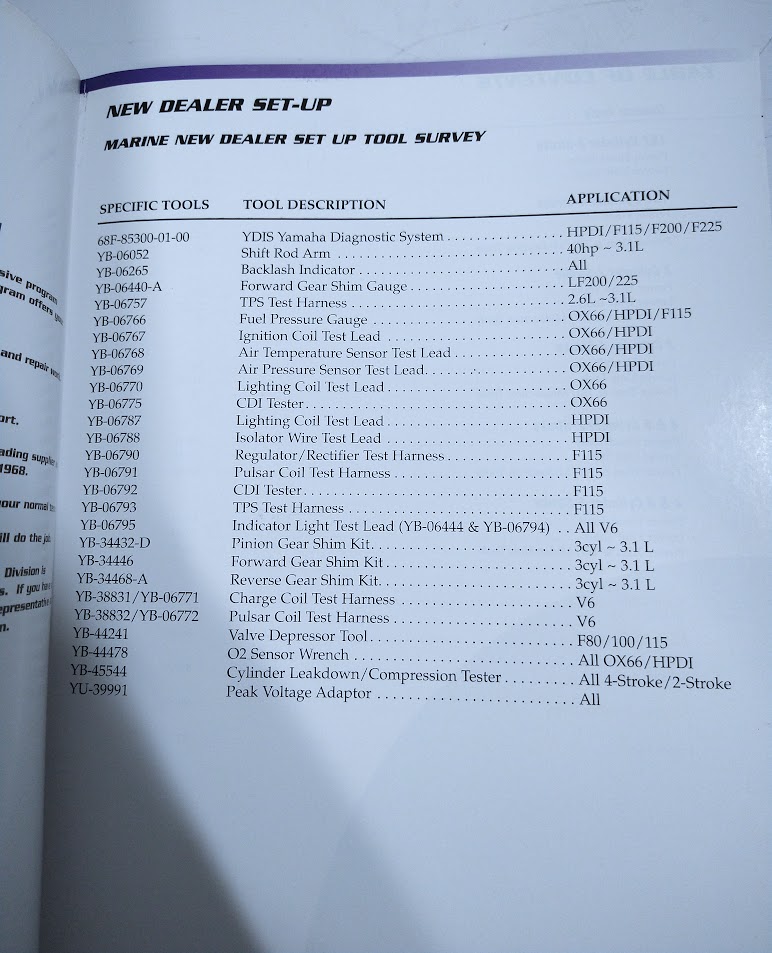 NEW DEALER SET-UP
MARINE NEW DEALER SET UP TOOL SURVEY
SPECIFIC TOOLS TOOL DESCRIPTION APPLICATION
68F-85300-01-00 YDIS Yamaha Diagnostic System . . . . . . . . . . . . . . . . HPDI/F115/F200/F225
YB-06052 Shift Rod Arm . . . . . . . . . . . . . . . . 40hp ~ 3.1L
YB-06265 Backlash Indicator . . . . . . . . . . . . . . . . All
YB-06440-A Forward Gear Shim Gauge . . . . . . . . . . . . . . . . LF200/225
YB-06757 TPS Test Harness . . . . . . . . . . . . . . . . 2.6L ~3.1L
YB-06766 Fuel Pressure Gauge . . . . . . . . . . . . . . . . OX66/HPDI/F115
YB-06767 Ignition Coil Test Lead . . . . . . . . . . . . . . . . OX66/HPDI
YB-06768 Air Temperature Sensor Test Lead . . . . . . . . . . . . . . . . OX66/HPDI
YB-06769 Air Pressure Sensor Test Lead . . . . . . . . . . . . . . . . OX66/HPDI
YB-06770 Lighting Coil Test Lead . . . . . . . . . . . . . . . . OX66
YB-06775 CDI Tester . . . . . . . . . . . . . . . . OX66
YB-06787 Lighting Coil Test Lead . . . . . . . . . . . . . . . . HPDI
YB-06788 Isolator Wire Test Lead . . . . . . . . . . . . . . . . HPDI
YB-06790 Regulator/Rectifier Test Harness . . . . . . . . . . . . . . . . F115
YB-06791 Pulsar Coil Test Harness . . . . . . . . . . . . . . . . F115
YB-06792 CDI Tester . . . . . . . . . . . . . . . . F115
YB-06793 TPS Test Harness . . . . . . . . . . . . . . . . F115
YB-06795 Indicator Light Test Lead (YB-06444 & YB-06794) . . All V6
YB-34432-D Pinion Gear Shim Kit . . . . . . . . . . . . . . . . 3cyl ~ 3.1 L
YB-34446 Forward Gear Shim Kit . . . . . . . . . . . . . . . . 3cyl ~ 3.1 L
YB-34468-A Reverse Gear Shim Kit . . . . . . . . . . . . . . . . 3cyl ~ 3.1 L
YB-38831/YB-06771 Charge Coil Test Harness . . . . . . . . . . . . . . . . V6
YB-38832/YB-06772 Pulsar Coil Test Harness . . . . . . . . . . . . . . . . V6
YB-44241 Valve Depressor Tool . . . . . . . . . . . . . . . . F80/100/115
YB-44478 O2 Sensor Wrench . . . . . . . . . . . . . . . . All OX66/HPDI
YB-45544 Cylinder Leakdown/Compression Tester . . . . . . . . . All 4-Stroke/2-Stroke
YU-39991 Peak Voltage Adaptor . . . . . . . . . . . . . . . . All
program
offers
and repair
1968.
your normal
do the
Division is
If you